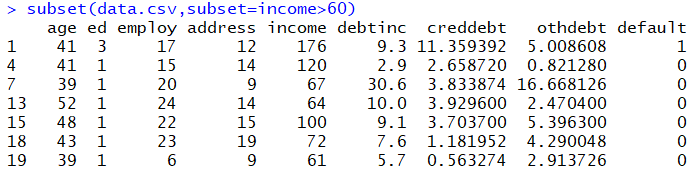 > subset(data.csv,subset=income>60)
age ed employ address income debtinc creddebt othdebt default
1 41 3 17 12 176 9.3 11.359392 5.008608 1
4 41 1 15 14 120 2.9 2.658720 0.821280 0
7 39 1 20 9 67 30.6 3.833874 16.668126 0
13 52 1 24 14 64 10.0 3.929600 2.470400 0
15 48 1 22 15 100 9.1 3.703700 5.396300 0
18 43 1 23 19 72 7.6 1.181952 4.290048 0
19 39 1 6 9 61 5.7 0.563274 2.913726 0